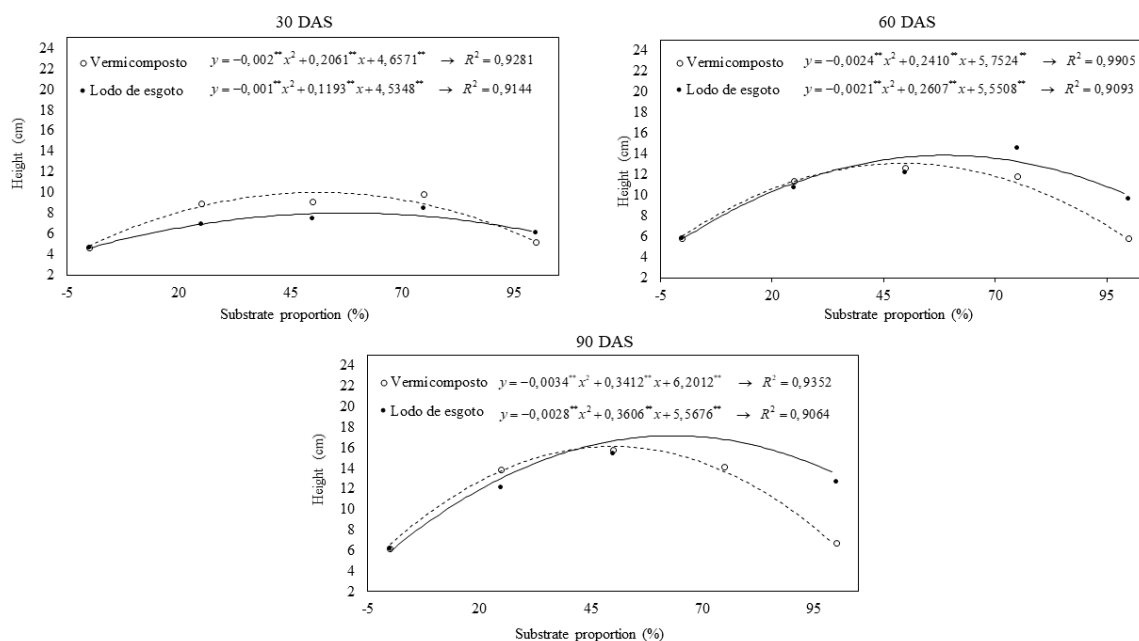 30 DAS
24
22
20
18
16
14
12
10
8
6
4
2
Height (cm)
○ Vermicomposto y = −0,002** x² + 0,2061** x + 4,6571** → R² = 0,9281
• Lodo de esgoto y = −0,001** x² + 0,1193** x + 4,5348** → R² = 0,9144
-5 20 45 70 95
Substrate proportion (%)
60 DAS
24
22
20
18
16
14
12
10
8
6
4
2
Height (cm)
○ Vermicomposto y = −0,0024** x² + 0,2410** x + 5,7524** → R² = 0,9905
• Lodo de esgoto y = −0,0021** x² + 0,2607** x + 5,5508** → R² = 0,9093
-5 20 45 70 95
Substrate proportion (%)
90 DAS
24
22
20
18
16
14
12
10
8
6
4
2
Height (cm)
○ Vermicomposto y = −0,0034** x² + 0,3412** x + 6,2012** → R² = 0,9352
• Lodo de esgoto y = −0,0028** x² + 0,3606** x + 5,5676** → R² = 0,9064
-5 20 45 70 95
Substrate proportion (%)